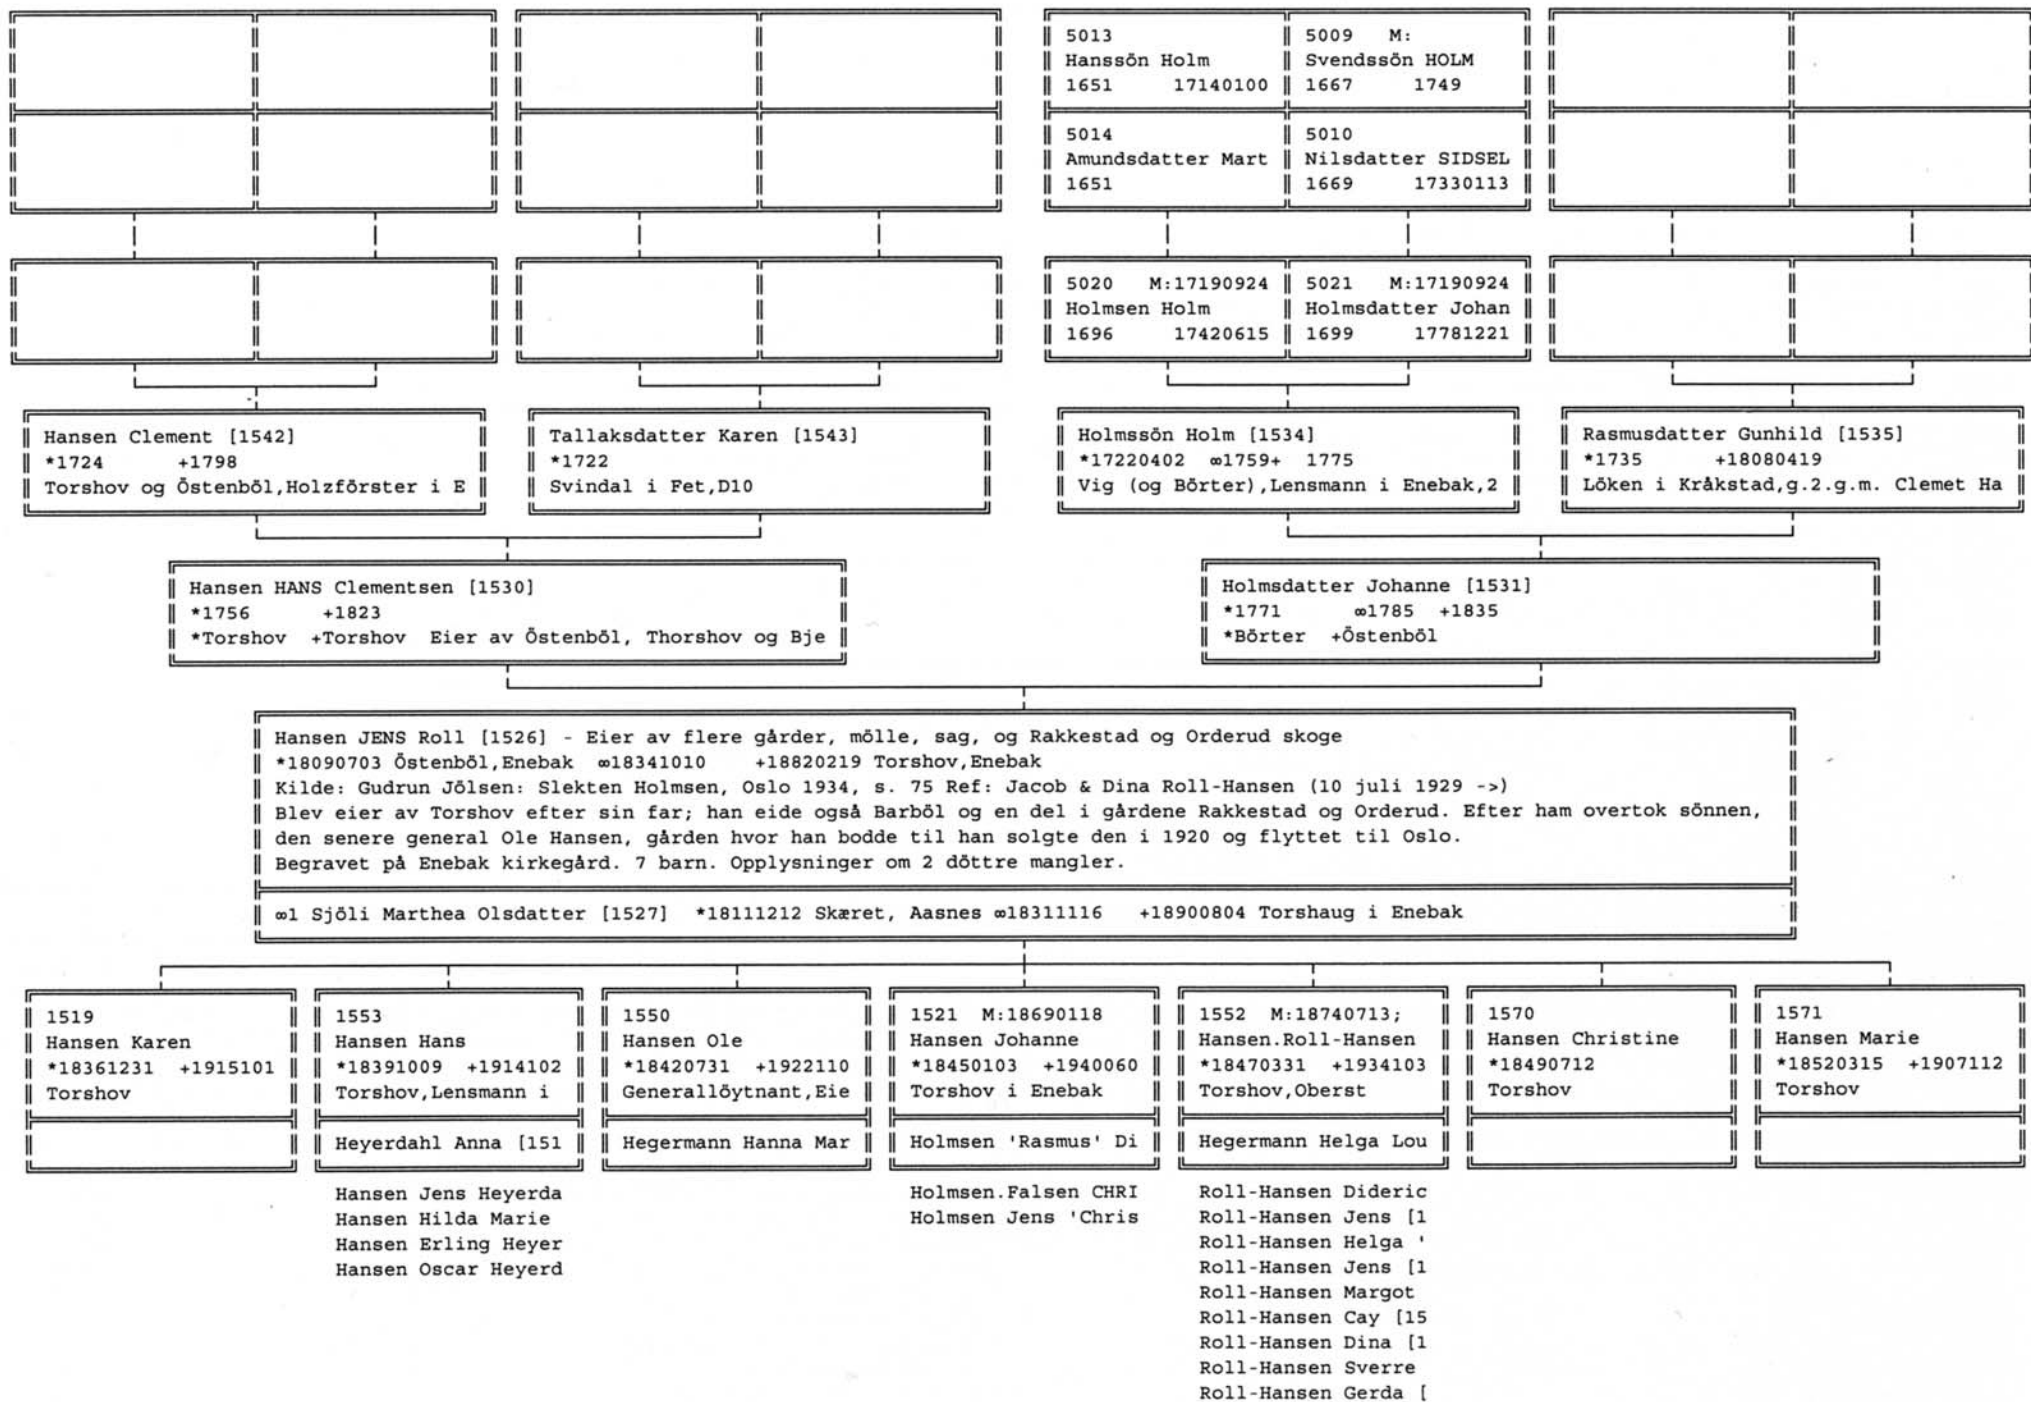 5013
Hanssön Holm
1651 17140100
5009 M:
Svendssön HOLM
1667 1749
5014
Amundsdatter Mart
1651
5010
Nilsdatter SIDSEL
1669 17330113
5020 M:17190924
Holmsen Holm
1696 17420615
5021 M:17190924
Holmsdatter Johan
1699 17781221
Hansen Clement [1542]
*1724 +1798
Torshov og Östenböl,Holzförster i E
Tallaksdatter Karen [1543]
*1722
Svindal i Fet,D10
Holmssön Holm [1534]
*17220402 ∞1759+ 1775
Vig (og Börter),Lensmann i Enebak,2
Rasmusdatter Gunhild [1535]
*1735 +18080419
Löken i Kråkstad,g.2.g.m. Clemet Ha
Hansen HANS Clementsen [1530]
*1756 +1823
*Torshov +Torshov Eier av Östenböl, Thorshov og Bje
Holmsdatter Johanne [1531]
*1771 ∞1785 +1835
*Börter +Östenböl
Hansen JENS Roll [1526] - Eier av flere gårder, mölle, sag, og Rakkestad og Orderud skoge
*18090703 Östenböl,Enebak ∞18341010 +18820219 Torshov,Enebak
Kilde: Gudrun Jölsen: Slekten Holmsen, Oslo 1934, s. 75 Ref: Jacob & Dina Roll-Hansen (10 juli 1929 ->)
Blev eier av Torshov efter sin far; han eide også Barböl og en del i gårdene Rakkestad og Orderud. Efter ham overtok sönnen,
den senere general Ole Hansen, gården hvor han bodde til han solgte den i 1920 og flyttet til Oslo.
Begravet på Enebak kirkegård. 7 barn. Opplysninger om 2 döttre mangler.
∞1 Sjöli Marthea Olsdatter [1527] *18111212 Skæret, Aasnes ∞18311116 +18900804 Torshaug i Enebak
1519
Hansen Karen
*18361231 +1915101
Torshov
1553
Hansen Hans
*18391009 +1914102
Torshov,Lensmann i
Heyerdahl Anna [151
Hansen Jens Heyerda
Hansen Hilda Marie
Hansen Erling Heyer
Hansen Oscar Heyerd
1550
Hansen Ole
*18420731 +1922110
Generallöytnant,Eie
Hegermann Hanna Mar
1521 M:18690118
Hansen Johanne
*18450103 +1940060
Torshov i Enebak
Holmsen 'Rasmus' Di
Holmsen.Falsen CHRI
Holmsen Jens 'Chris
1552 M:18740713;
Hansen.Roll-Hansen
*18470331 +1934103
Torshov,Oberst
Hegermann Helga Lou
Roll-Hansen Dideric
Roll-Hansen Jens [1
Roll-Hansen Helga '
Roll-Hansen Jens [1
Roll-Hansen Margot
Roll-Hansen Cay [15
Roll-Hansen Dina [1
Roll-Hansen Sverre
Roll-Hansen Gerda [
1570
Hansen Christine
*18490712
Torshov
1571
Hansen Marie
*18520315 +1907112
Torshov